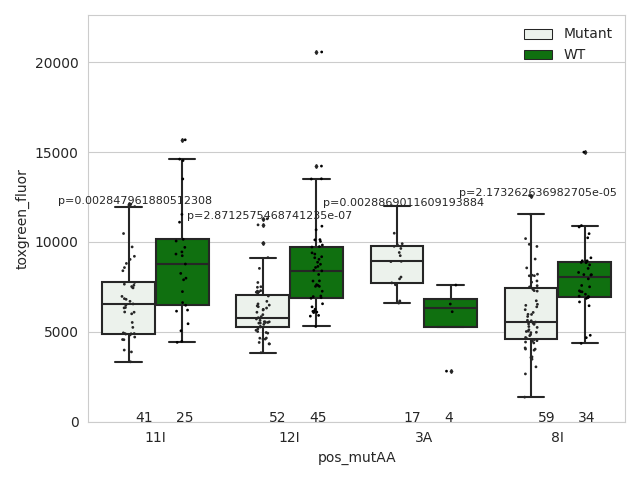 Mutant
WT
toxgreen_fluor
20000
15000
10000
5000
0
p=0.002847961880512308
p=2.8712575468741235e-07
p=0.0028869011609193884
p=2.173262636982705e-05
41 25 52 45 17 4 59 34
11I 12I 3A 8I
pos_mutAA